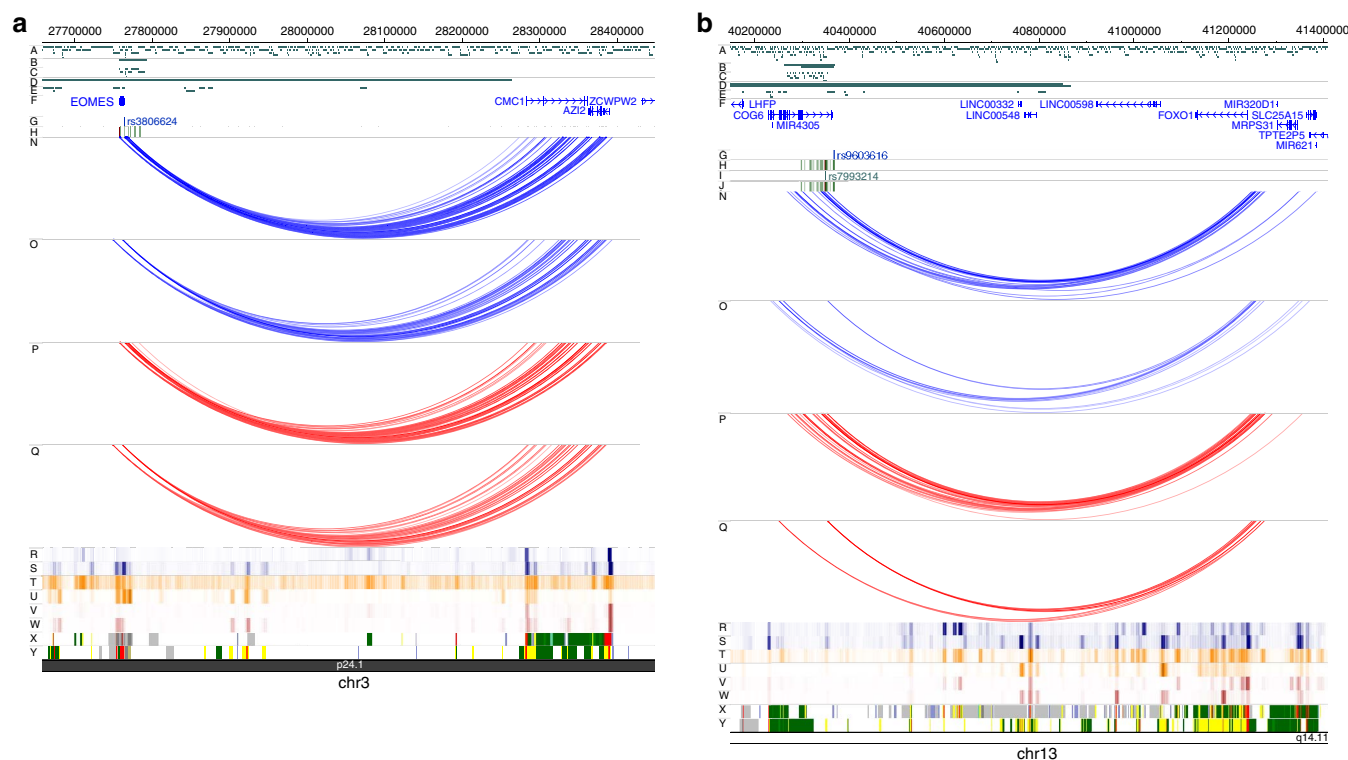 a
27700000 27800000 27900000 28000000 28100000 28200000 28300000 28400000
A
B
C
D
E
F EOMES CMC1 ZCWPW2
AZI2
G rs3806624
H
N
O
P
Q
R
S
T
U
V
W
X
Y
p24.1
chr3
b
40200000 40400000 40600000 40800000 41000000 41200000 41400000
A
B
C
D
E
F LHFP LINC00332 LINC00598 MIR320D1
COG6 LINC00548 FOXO1 SLC25A15
MIR4305 MRPS31
TPTE2P5
MIR621
G rs9603616
H
I rs7993214
J
N
O
P
Q
R
S
T
U
V
W
X
Y
q14.11
chr13